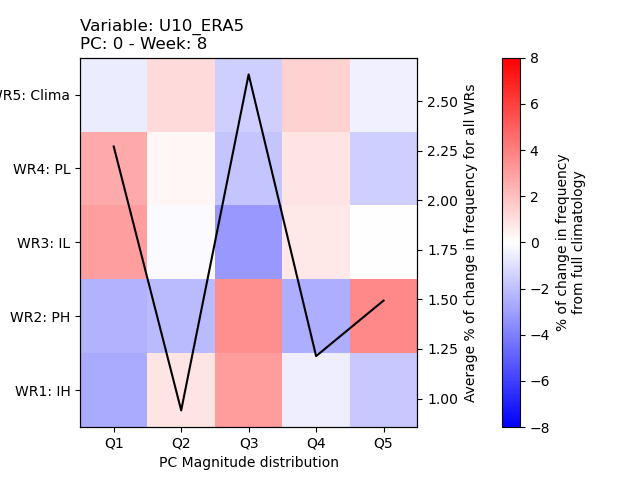 Variable: U10_ERA5
PC: 0 - Week: 8
WR5: Clima
WR4: PL
WR3: IL
WR2: PH
WR1: IH
Q1 Q2 Q3 Q4 Q5
PC Magnitude distribution
2.50
2.25
2.00
1.75
1.50
1.25
1.00
Average % of change in frequency for all WRs
8
6
4
2
0
−2
−4
−6
−8
% of change in frequency
from full climatology